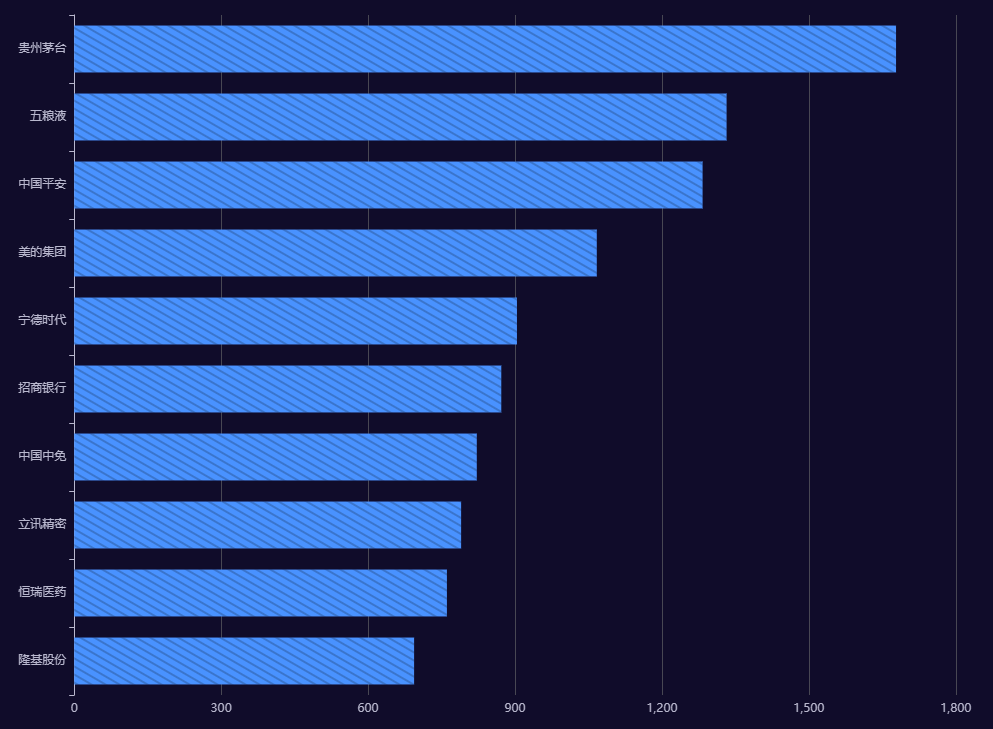 贵州茅台
五粮液
中国平安
美的集团
宁德时代
招商银行
中国中免
立讯精密
恒瑞医药
隆基股份
0 300 600 900 1,200 1,500 1,800